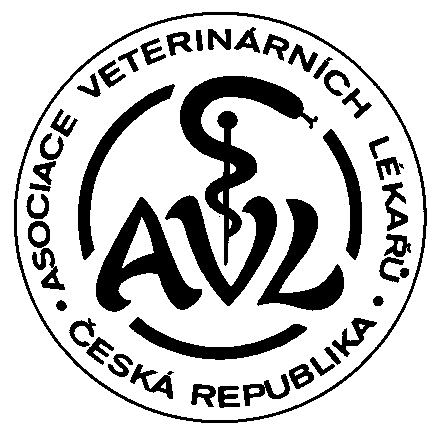 ASOCIACE VETERINÁRNÍCH LÉKAŘŮ
AVL
• ČESKÁ REPUBLIKA •